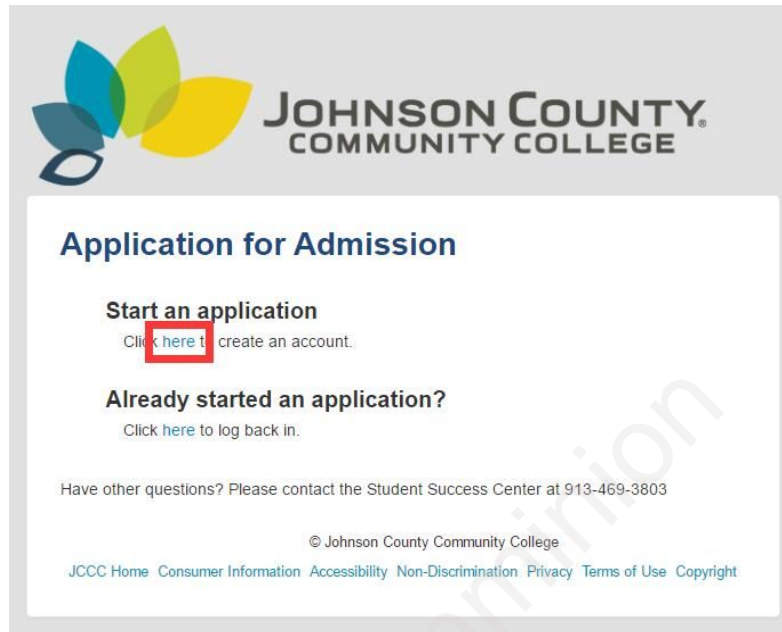 JOHNSON COUNTY®
COMMUNITY COLLEGE
Application for Admission
Start an application
Click here to create an account.
Already started an application?
Click here to log back in.
Have other questions? Please contact the Student Success Center at 913-469-3803
© Johnson County Community College
JCCC Home Consumer Information Accessibility Non-Discrimination Privacy Terms of Use Copyright